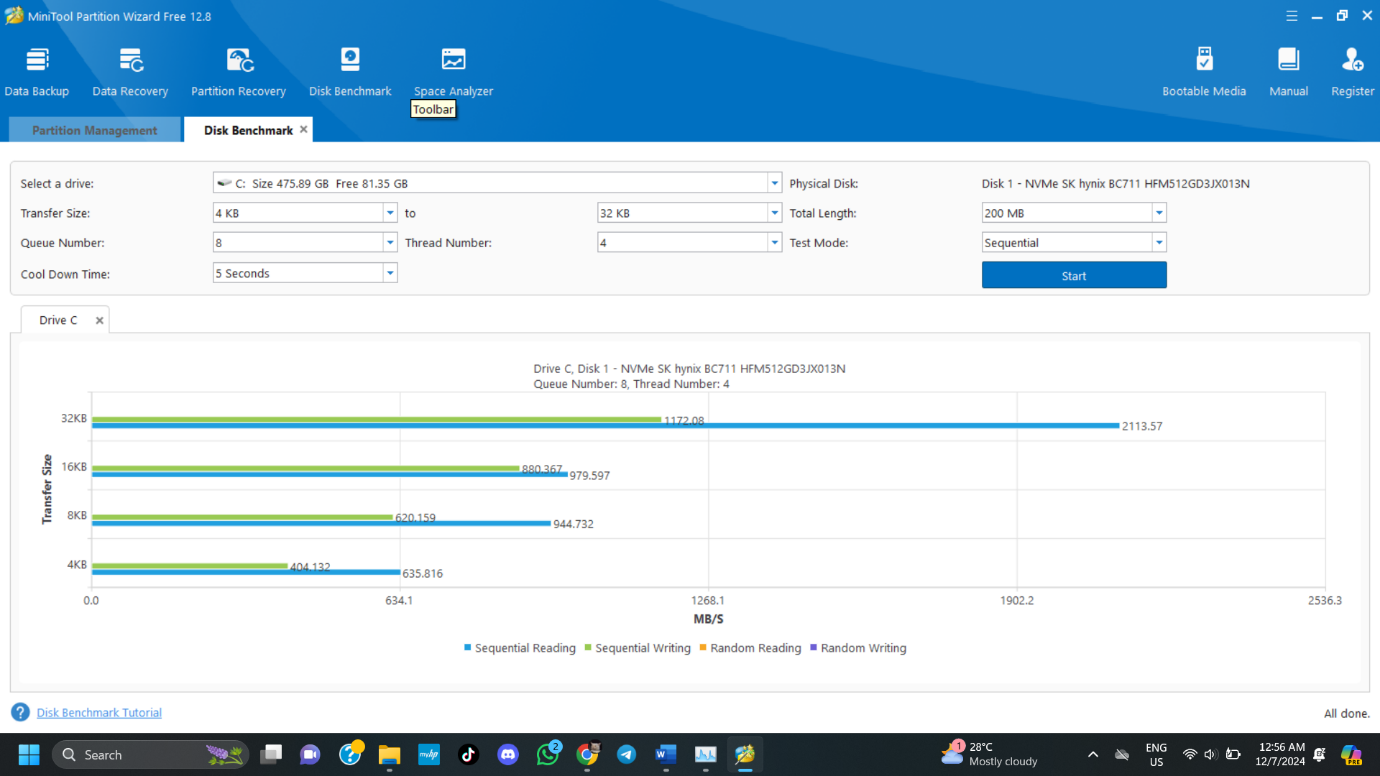 MiniTool Partition Wizard Free 12.8
Data Backup Data Recovery Partition Recovery Disk Benchmark Space Analyzer Bootable Media Manual Register
Toolbar
Partition Management Disk Benchmark
Select a drive: C: Size 475.89 GB Free 81.35 GB Physical Disk: Disk 1 - NVMe SK hynix BC711 HFM512GD3JX013N
Transfer Size: 4 KB to 32 KB Total Length: 200 MB
Queue Number: 8 Thread Number: 4 Test Mode: Sequential
Cool Down Time: 5 Seconds Start
Drive C
Drive C, Disk 1 - NVMe SK hynix BC711 HFM512GD3JX013N
Queue Number: 8, Thread Number: 4
32KB 1172.08
2113.57
16KB 880.367
979.597
8KB 620.159
944.732
4KB 404.132
635.816
Transfer Size
0.0 634.1 1268.1 1902.2 2536.3
MB/S
Sequential Reading Sequential Writing Random Reading Random Writing
? Disk Benchmark Tutorial All done.
Search myhp 2 W 1 28°C ENG 12:56 AM
Mostly cloudy US 12/7/2024 PRE